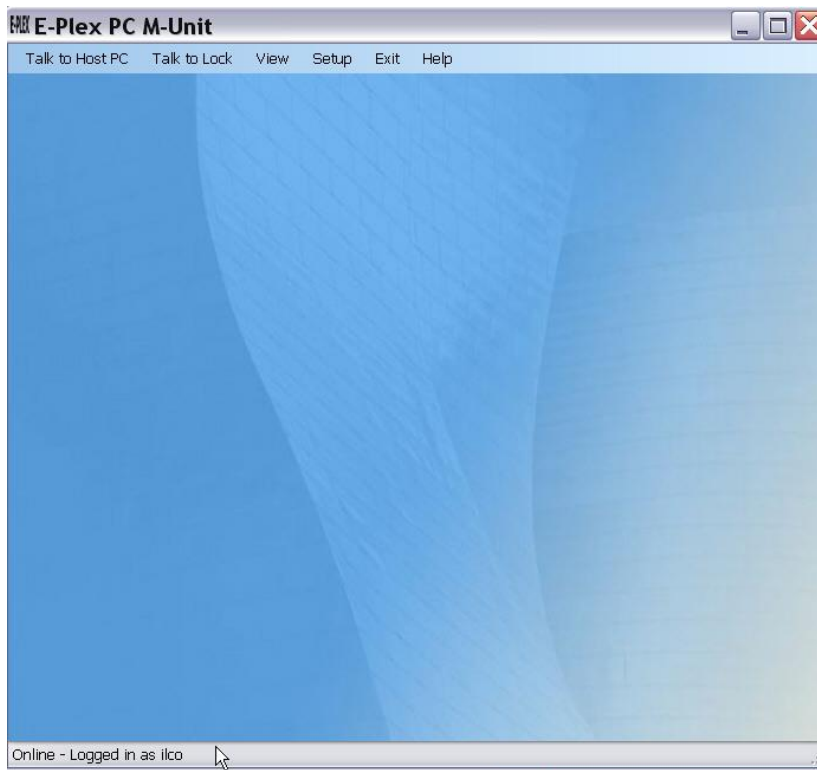 E-PLEX E-Plex PC M-Unit
Talk to Host PC Talk to Lock View Setup Exit Help
Online - Logged in as ilco